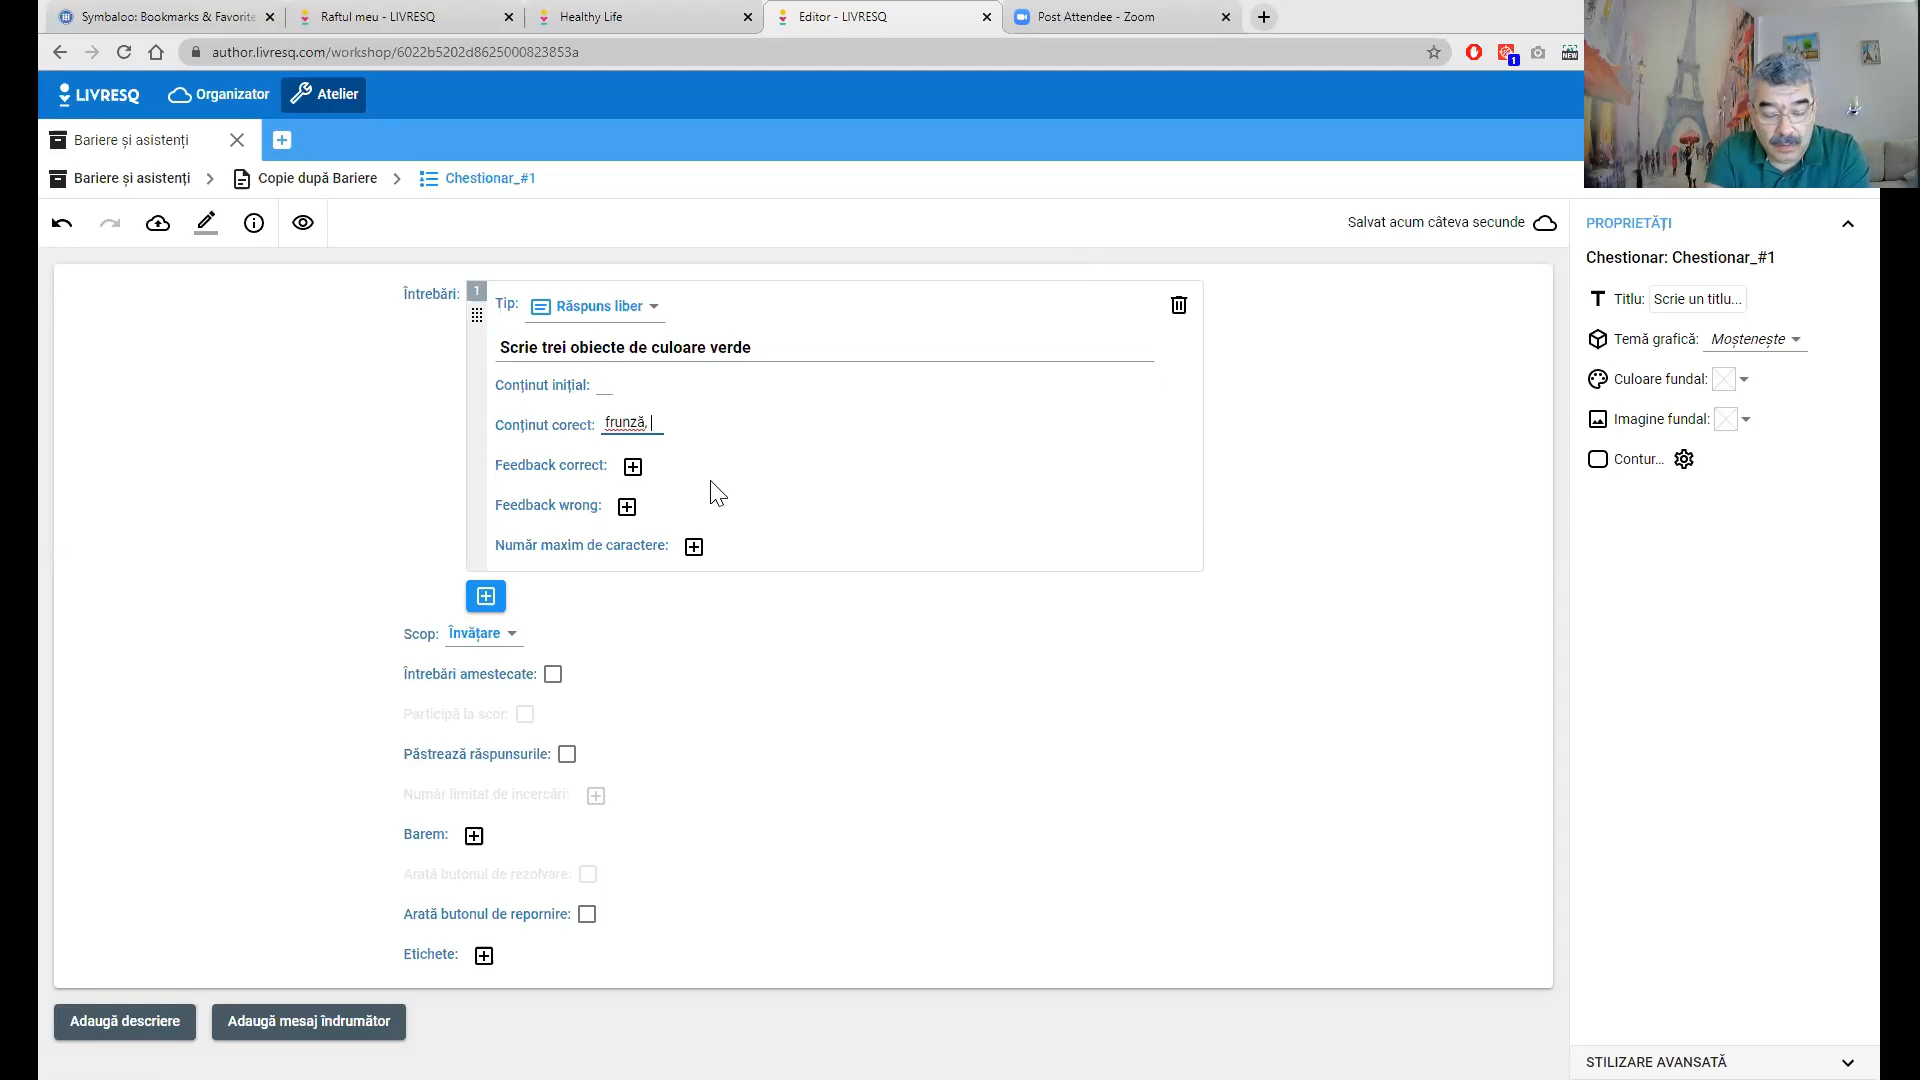 Symbaloo: Bookmarks & Favorite
Raftul meu - LIVRESQ
Healthy Life
Editor - LIVRESQ
Post Attendee - Zoom
author.livresq.com/workshop/6022b5202d8625000823853a
1
NEW
LIVRESQ
Organizator
Atelier
Bariere și asistenți
Bariere și asistenți
Copie după Bariere
Chestionar_#1
Salvat acum câteva secunde
PROPRIETĂȚI
Chestionar: Chestionar_#1
Titlu: Scrie un titlu...
Temă grafică: Moștenește
Culoare fundal:
Imagine fundal:
Contur...
Întrebări:
1
Tip: Răspuns liber
Scrie trei obiecte de culoare verde
Conținut inițial:
Conținut corect: frunză,
Feedback correct:
Feedback wrong:
Număr maxim de caractere:
Scop: Învățare
Întrebări amestecate:
Participă la scor:
Păstrează răspunsurile:
Număr limitat de încercări:
Barem:
Arată butonul de rezolvare:
Arată butonul de repornire:
Etichete:
Adaugă descriere
Adaugă mesaj îndrumător
STILIZARE AVANSATĂ